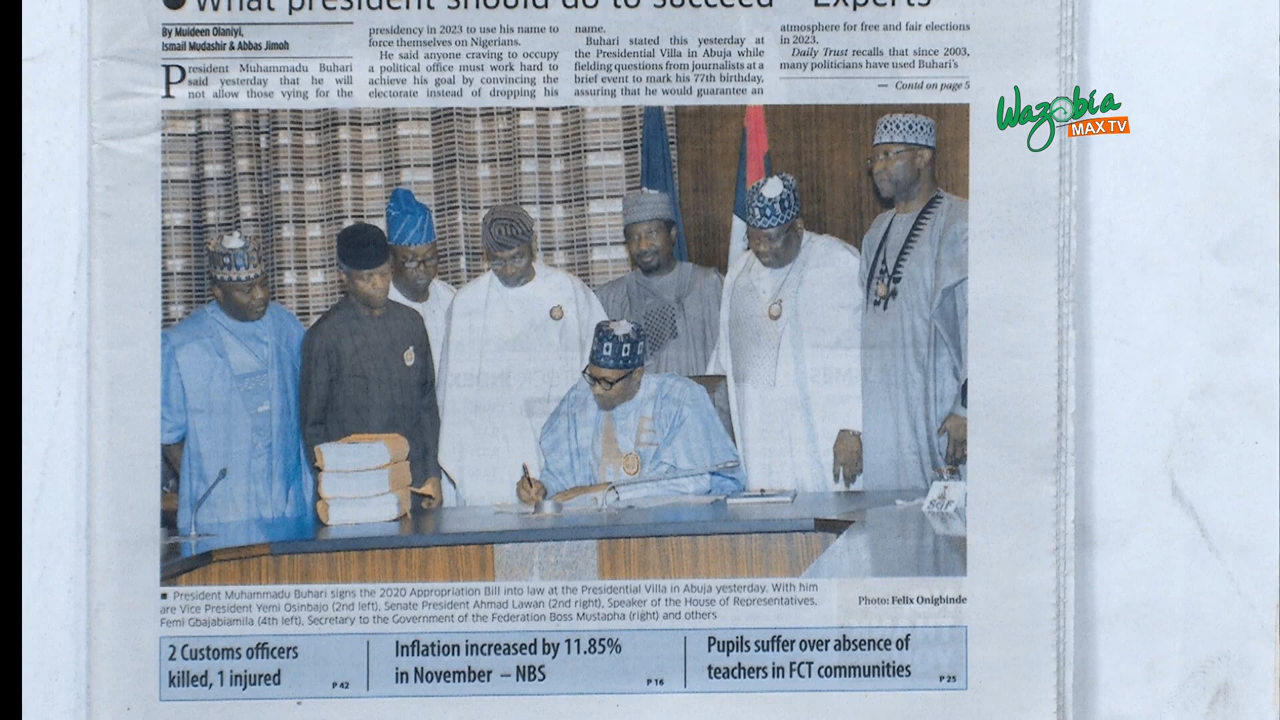 What president should do to succeed – Experts
By Muideen Olaniyi,
Ismail Mudashir & Abbas Jimoh
President Muhammadu Buhari
said yesterday that he will
not allow those vying for the
presidency in 2023 to use his name to
force themselves on Nigerians.
He said anyone craving to occupy
a political office must work hard to
achieve his goal by convincing the
electorate instead of dropping his
name.
Buhari stated this yesterday at
the Presidential Villa in Abuja while
fielding questions from journalists at a
brief event to mark his 77th birthday,
assuring that he would guarantee an
atmosphere for free and fair elections
in 2023.
Daily Trust recalls that since 2003,
many politicians have used Buhari's
— Contd on page 5
Wazobia
MAX TV
SGF
■ President Muhammadu Buhari signs the 2020 Appropriation Bill into law at the Presidential Villa in Abuja yesterday. With him
are Vice President Yemi Osinbajo (2nd left), Senate President Ahmad Lawan (2nd right), Speaker of the House of Representatives,
Femi Gbajabiamila (4th left), Secretary to the Government of the Federation Boss Mustapha (right) and others
Photo: Felix Onigbinde
2 Customs officers
killed, 1 injured
P 42
Inflation increased by 11.85%
in November – NBS
P 16
Pupils suffer over absence of
teachers in FCT communities
P 25